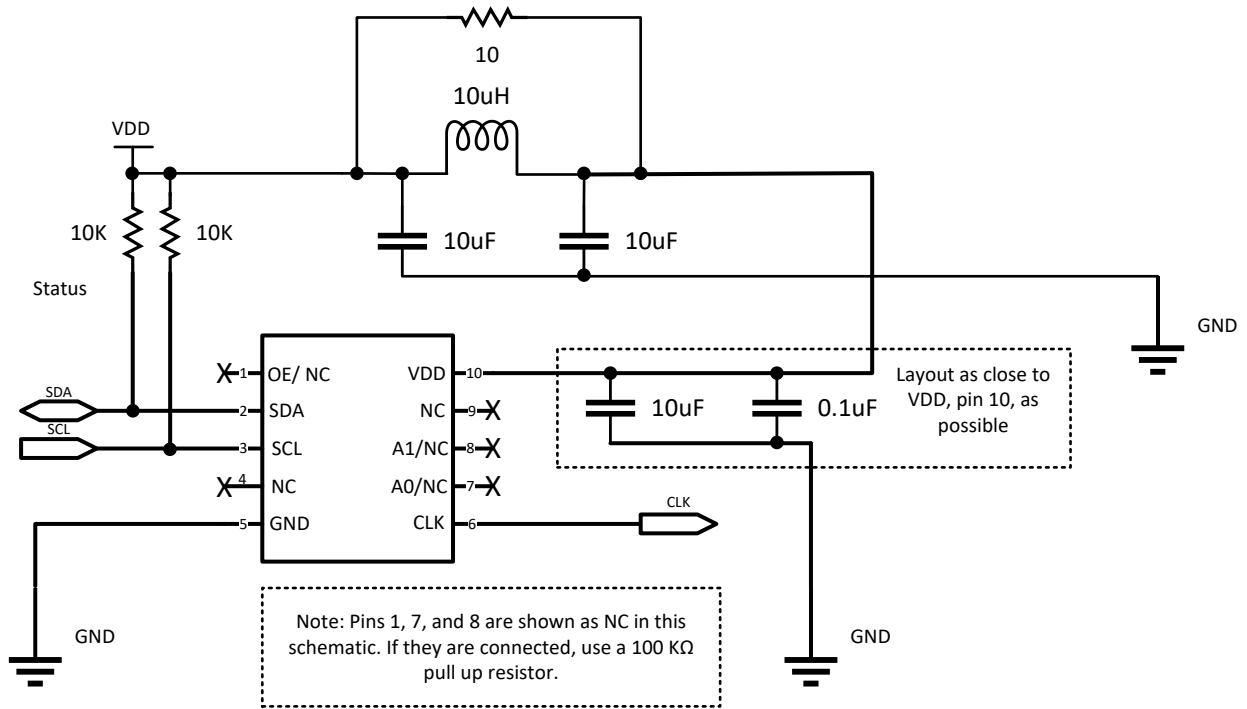 10
10uH
VDD
10K
10K
10uF
10uF
Status
GND
1
OE/ NC
VDD
10
SDA
2
SDA
NC
9
SCL
3
SCL
A1/NC
8
4
NC
A0/NC
7
5
GND
CLK
6
CLK
10uF
0.1uF
Layout as close to
VDD, pin 10, as
possible
Note: Pins 1, 7, and 8 are shown as NC in this
schematic. If they are connected, use a 100 KΩ
pull up resistor.
GND
GND